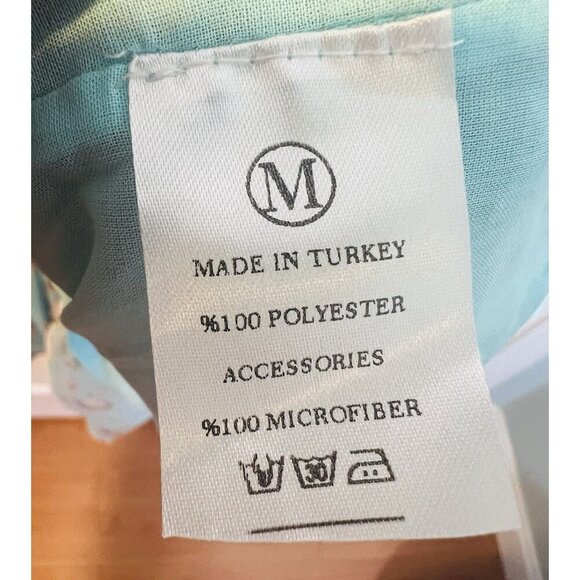 M
MADE IN TURKEY
%100 POLYESTER
ACCESSORIES
%100 MICROFIBER
30